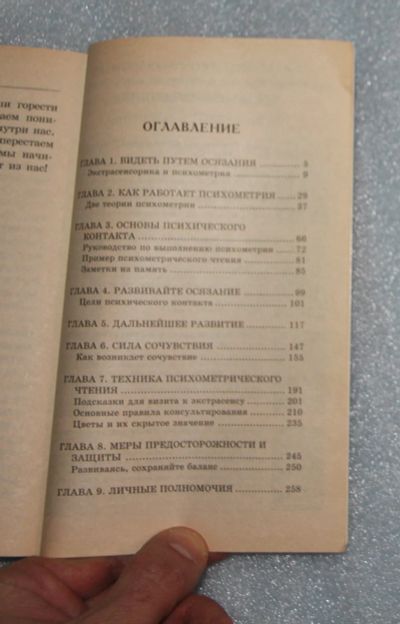 ни горести
аем пони-
нутри нас.
перестаем
мы начи-
т из нас!
ОГЛАВЛЕНИЕ
ГЛАВА 1. ВИДЕТЬ ПУТЕМ ОСЯЗАНИЯ 5
Экстрасенсорика и психометрия 9
ГЛАВА 2. КАК РАБОТАЕТ ПСИХОМЕТРИЯ 29
Две теории психометрии 37
ГЛАВА 3. ОСНОВЫ ПСИХИЧЕСКОГО
КОНТАКТА 66
Руководство по выполнению психометрии 72
Пример психометрического чтения 81
Заметки на память 85
ГЛАВА 4. РАЗВИВАЙТЕ ОСЯЗАНИЕ 99
Цели психического контакта 101
ГЛАВА 5. ДАЛЬНЕЙШЕЕ РАЗВИТИЕ 117
ГЛАВА 6. СИЛА СОЧУВСТВИЯ 147
Как возникает сочувствие 155
ГЛАВА 7. ТЕХНИКА ПСИХОМЕТРИЧЕСКОГО
ЧТЕНИЯ 191
Подсказки для визита к экстрасенсу 201
Основные правила консультирования 210
Цветы и их скрытое значение 235
ГЛАВА 8. МЕРЫ ПРЕДОСТОРОЖНОСТИ И
ЗАЩИТЫ 245
Развиваясь, сохраняйте баланс 250
ГЛАВА 9. ЛИЧНЫЕ ПОЛНОМОЧИЯ 258